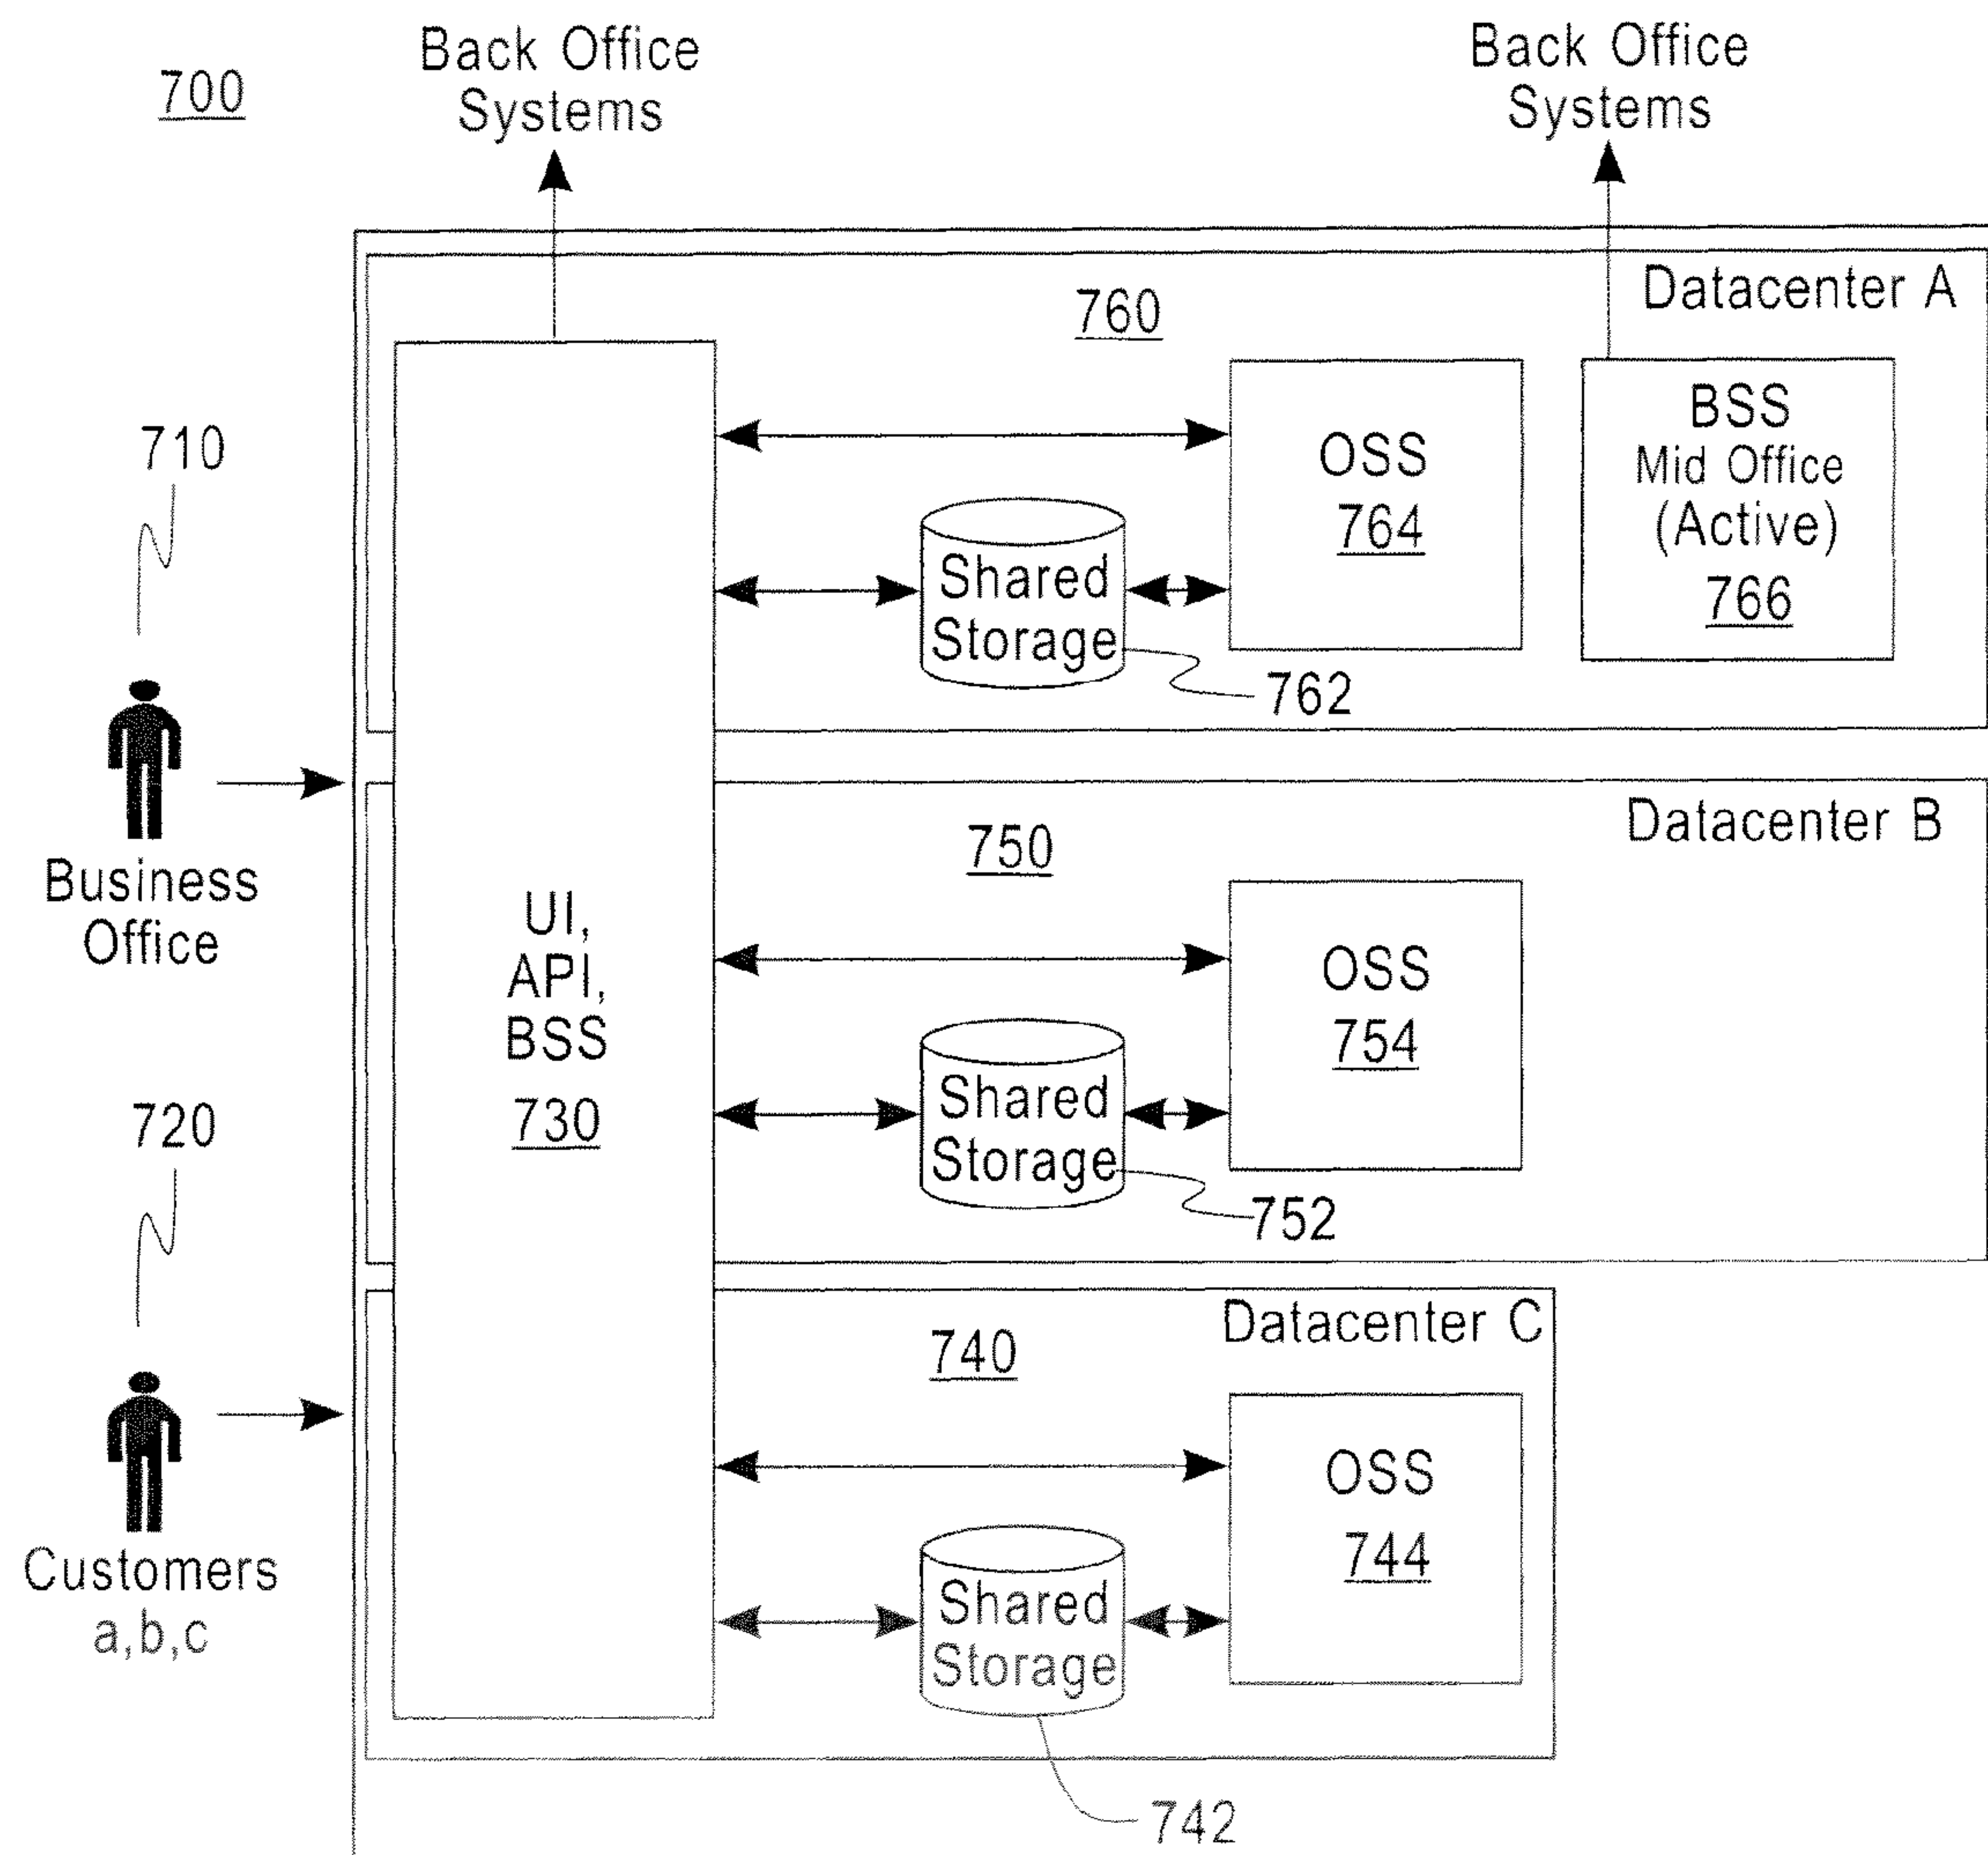 700
Back Office
Systems
Back Office
Systems
Datacenter A
760
710
OSS
764
BSS
Mid Office
(Active)
766
Shared
Storage
762
Business
Office
Datacenter B
750
UI,
API,
BSS
730
OSS
754
Shared
Storage
752
720
Datacenter C
740
OSS
744
Customers
a,b,c
Shared
Storage
742